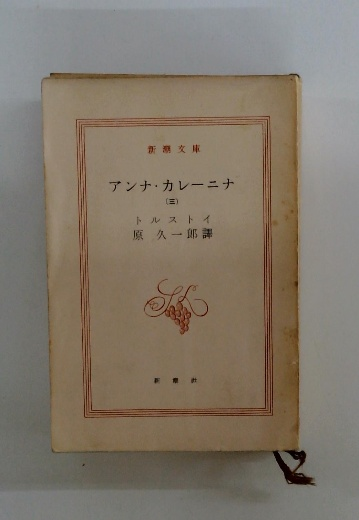 新潮文庫
アンナ・カレーニナ
(三)
トルストイ
原久一郎譯
新潮社